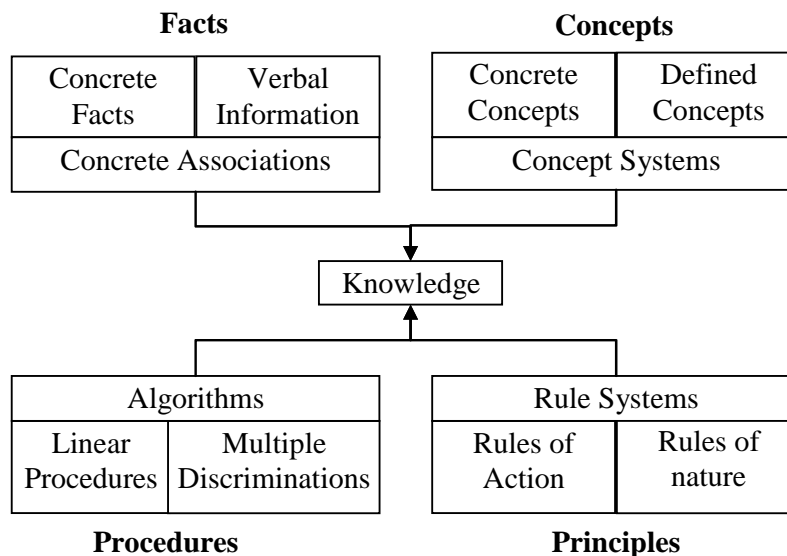 Facts
Concepts
Concrete
Facts
Verbal
Information
Concrete
Concepts
Defined
Concepts
Concrete Associations
Concept Systems
Knowledge
Algorithms
Rule Systems
Linear
Procedures
Multiple
Discriminations
Rules of
Action
Rules of
nature
Procedures
Principles